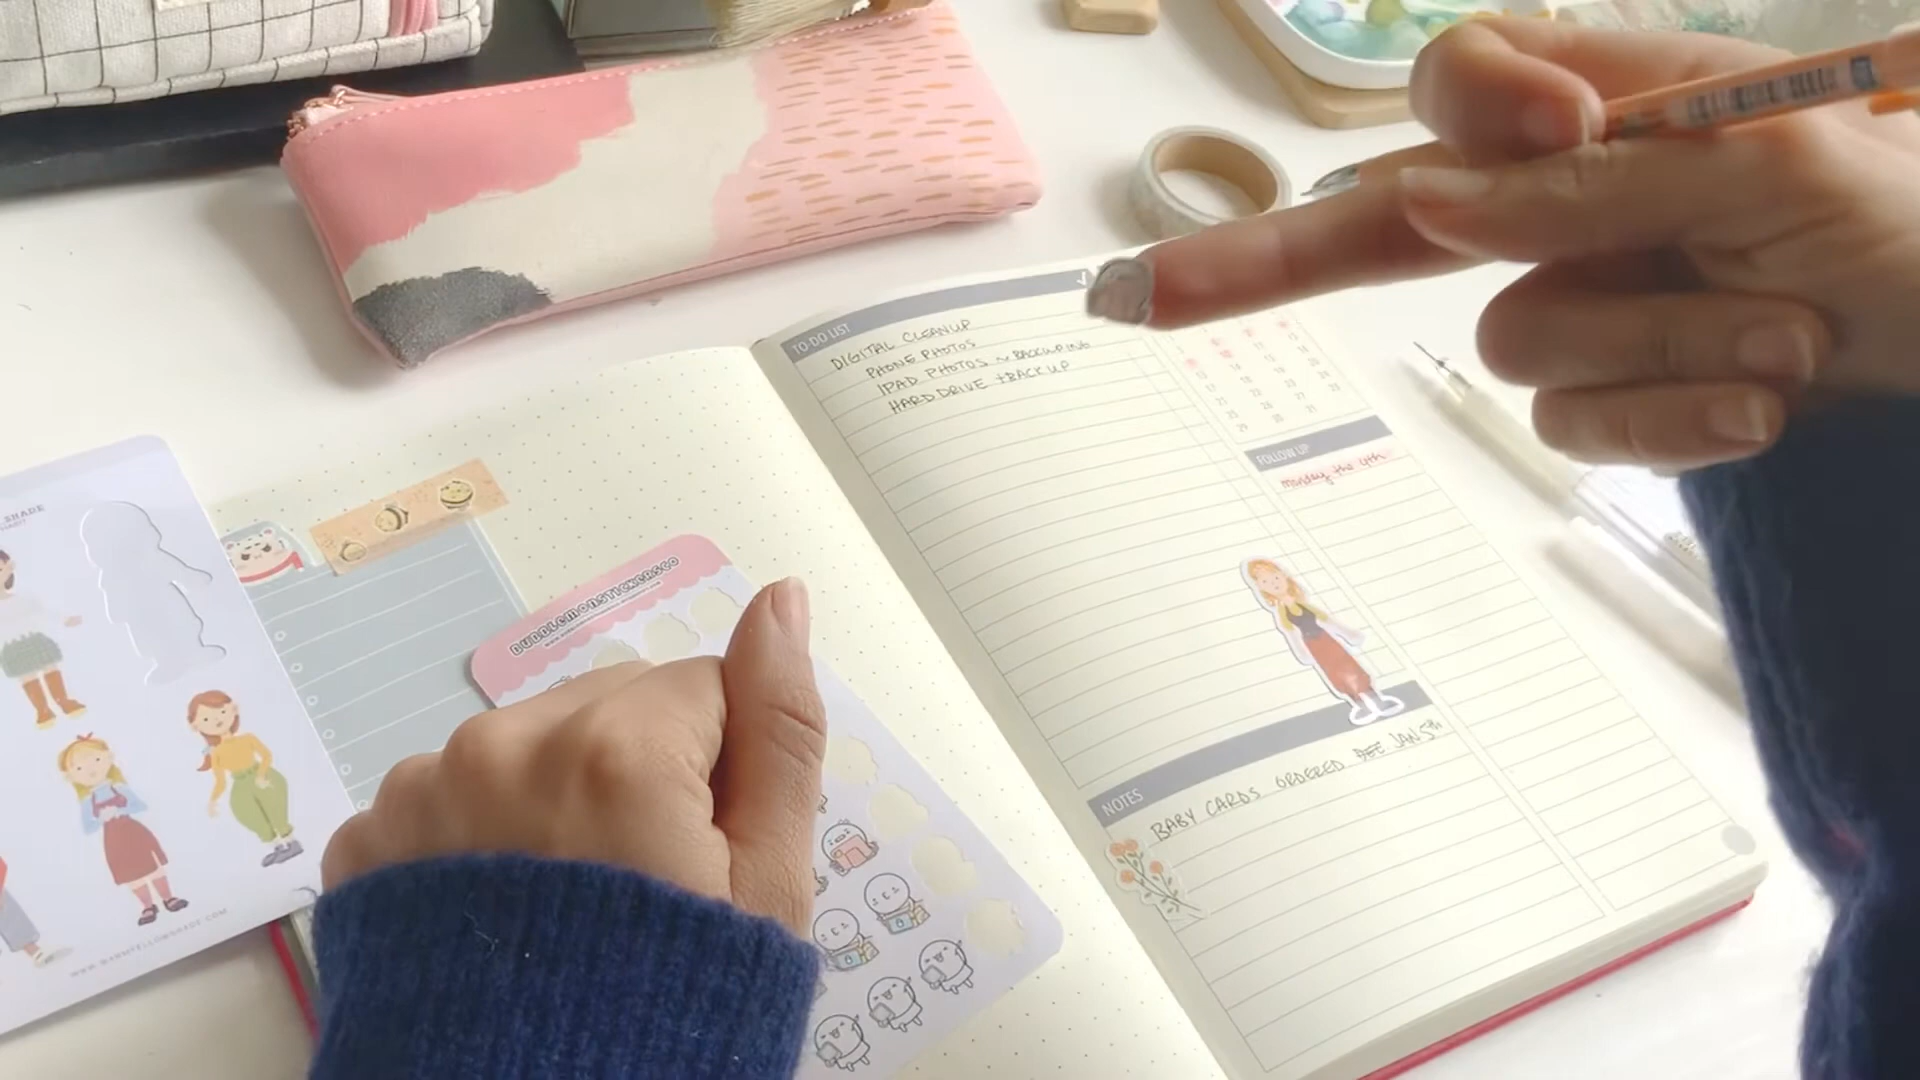 TO-DO LIST
DIGITAL CLEANUP
PHONE PHOTOS
IPAD PHOTOS ~ BACKUPING
HARD DRIVE + BACK UP
FOLLOW UP
monday the 4th
NOTES
BABY CARDS ORDERED JAN 5th
BUBBLEMONSTICKERSCO
SHADE